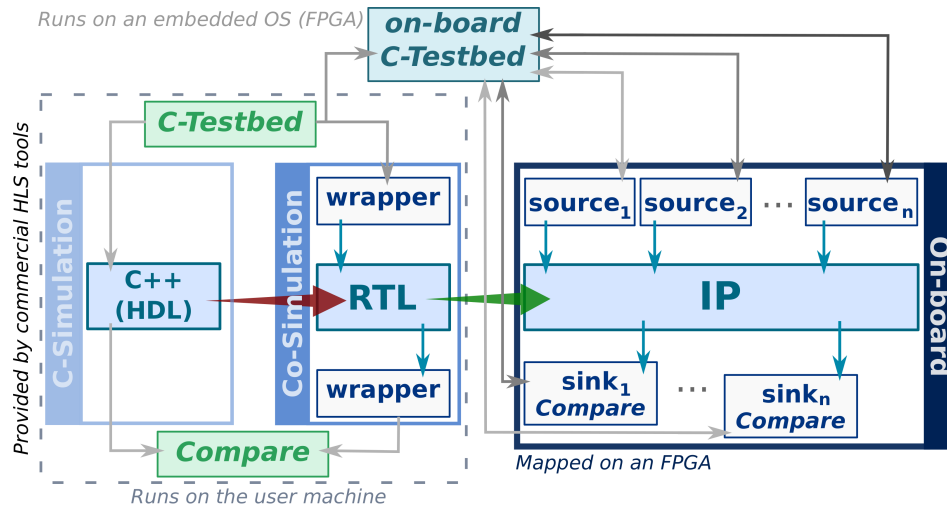 Runs on an embedded OS (FPGA)
on-board
C-Testbed
C-Testbed
Provided by commercial HLS tools
C-Simulation
C++
(HDL)
Co-Simulation
wrapper
RTL
wrapper
Compare
Runs on the user machine
source1
source2
...
sourcen
IP
sink1
Compare
...
sinkn
Compare
On-board
Mapped on an FPGA